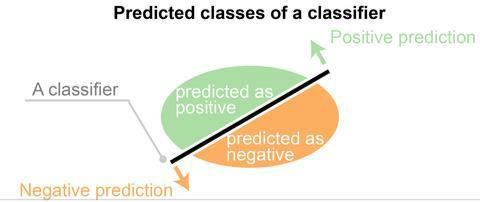 Predicted classes of a classifier
Positive prediction
A classifier
predicted as
positive
predicted as
negative
Negative prediction